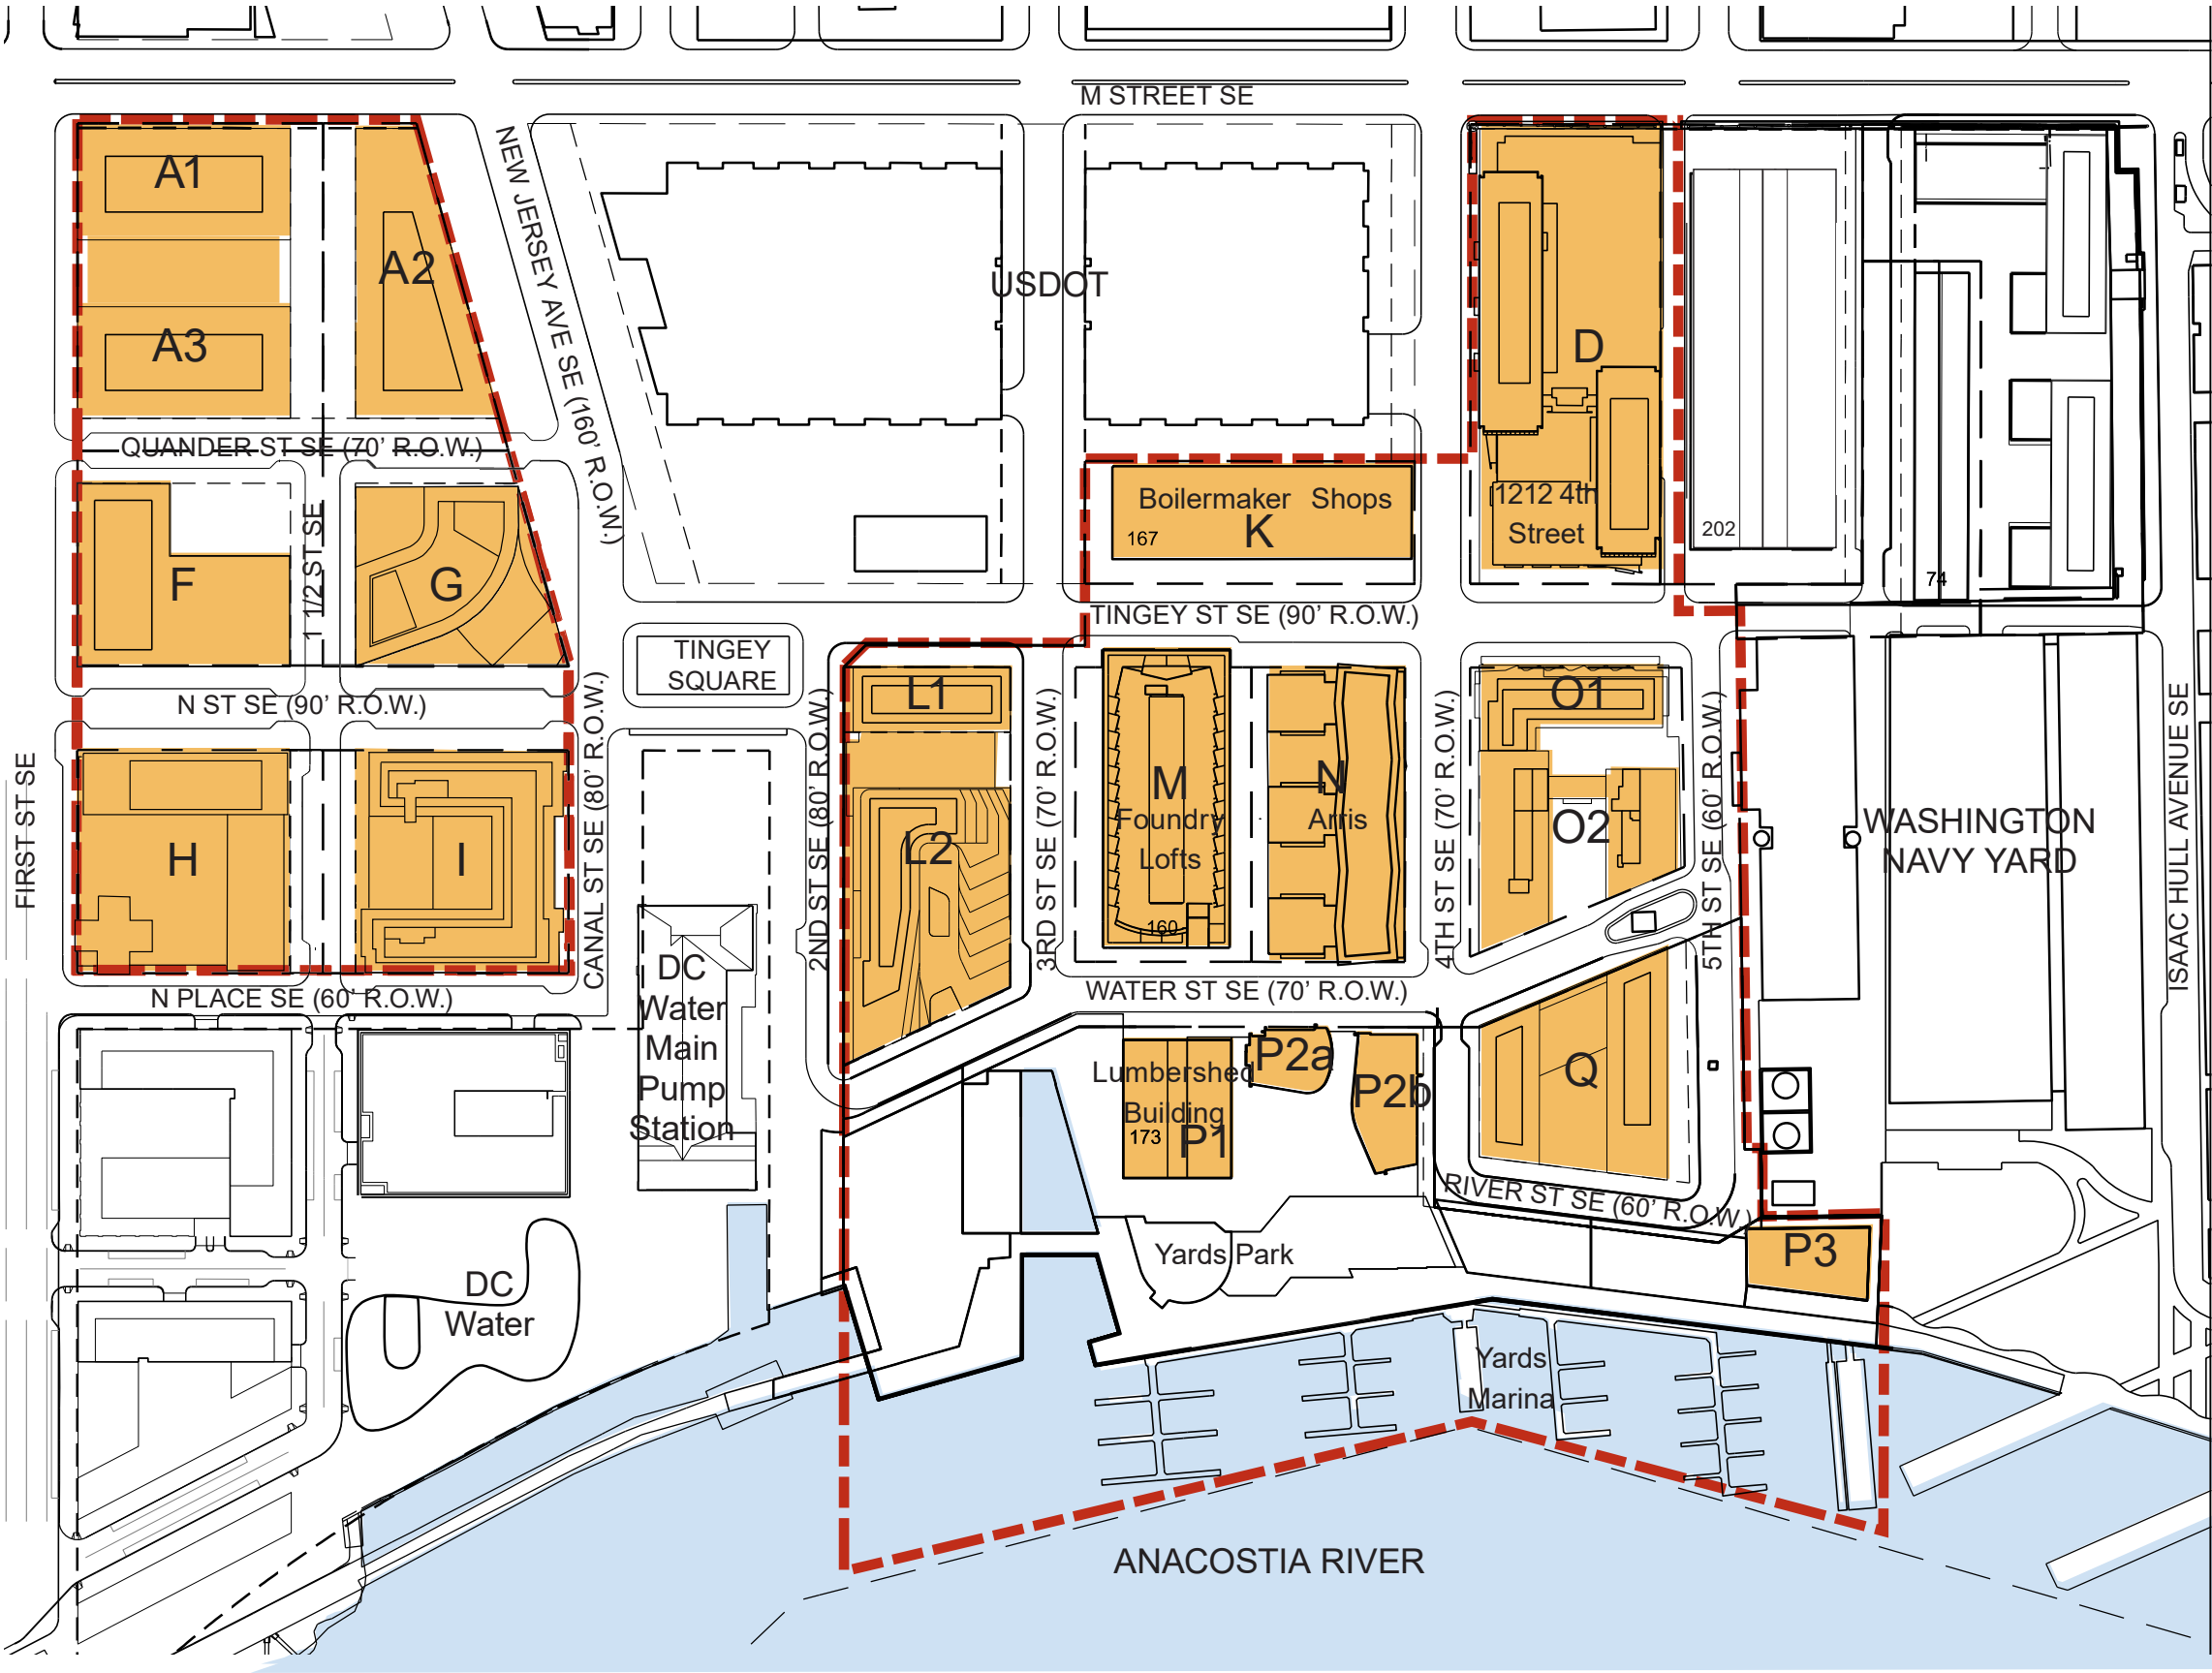 M STREET SE
A1
A2
A3
NEW JERSEY AVE SE (160' R.O.W.)
USDOT
D
QUANDER ST SE (70' R.O.W.)
Boilermaker Shops
167
K
1212 4th
Street
202
74
F
1 1/2 ST SE
G
TINGEY ST SE (90' R.O.W.)
TINGEY
SQUARE
N ST SE (90' R.O.W.)
FIRST ST SE
CANAL ST SE (80' R.O.W.)
2ND ST SE (80' R.O.W.)
L1
L2
3RD ST SE (70' R.O.W.)
M
Foundry
Lofts
160
N
Arris
4TH ST SE (70' R.O.W.)
O1
O2
5TH ST SE (60' R.O.W.)
WASHINGTON
NAVY YARD
ISAAC HULL AVENUE SE
H
I
N PLACE SE (60' R.O.W.)
DC
Water
Main
Pump
Station
WATER ST SE (70' R.O.W.)
Lumbershed
Building
173
P1
P2a
P2b
Q
RIVER ST SE (60' R.O.W.)
P3
Yards Park
DC
Water
Yards
Marina
ANACOSTIA RIVER